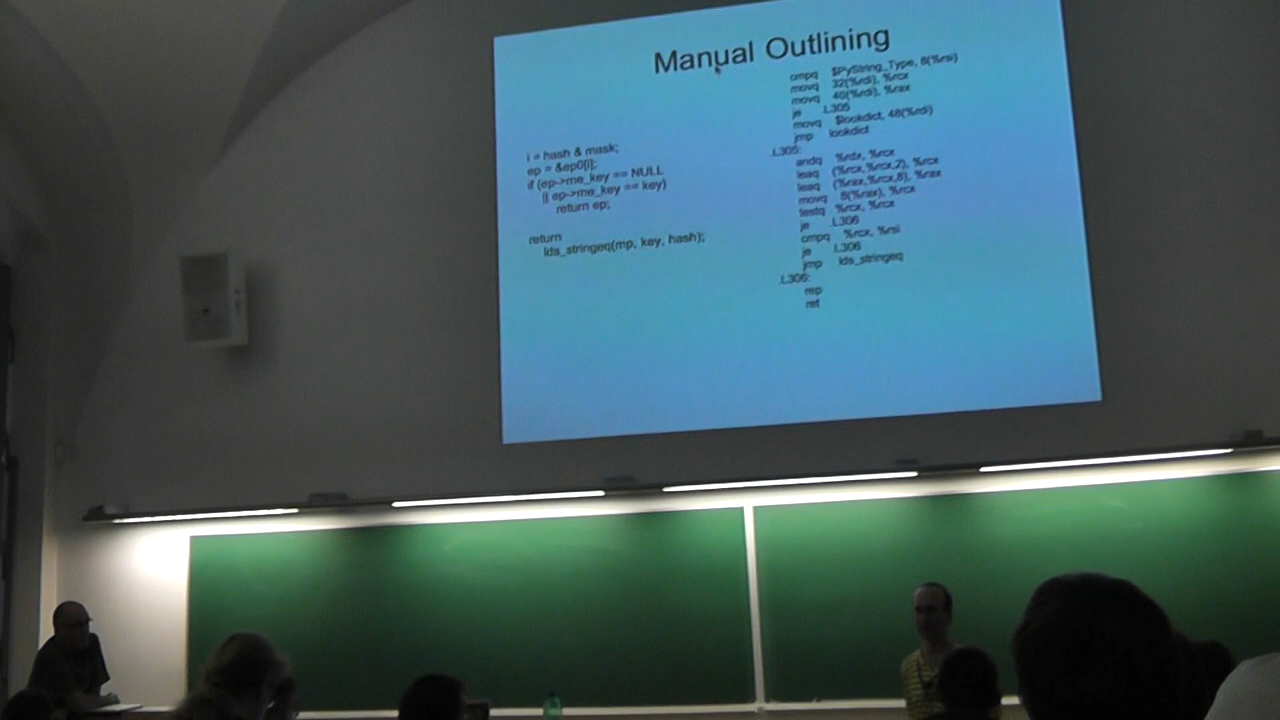 Manual Outlining
i = hash & mask;
ep = &ep0[i];
if (ep->me_key == NULL
|| ep->me_key == key)
return ep;
return
lds_stringeq(mp, key, hash);
cmpq $PyString_Type, 8(%rsi)
movq 32(%rdi), %rcx
movq 40(%rdi), %rax
je .L305
movq $lookdict, 48(%rdi)
jmp lookdict
.L305:
andq %rdx, %rcx
leaq (%rcx,%rcx,2), %rcx
leaq (%rax,%rcx,8), %rax
movq 8(%rax), %rcx
testq %rcx, %rcx
je .L306
cmpq %rcx, %rsi
je .L306
jmp lds_stringeq
.L306:
rep
ret